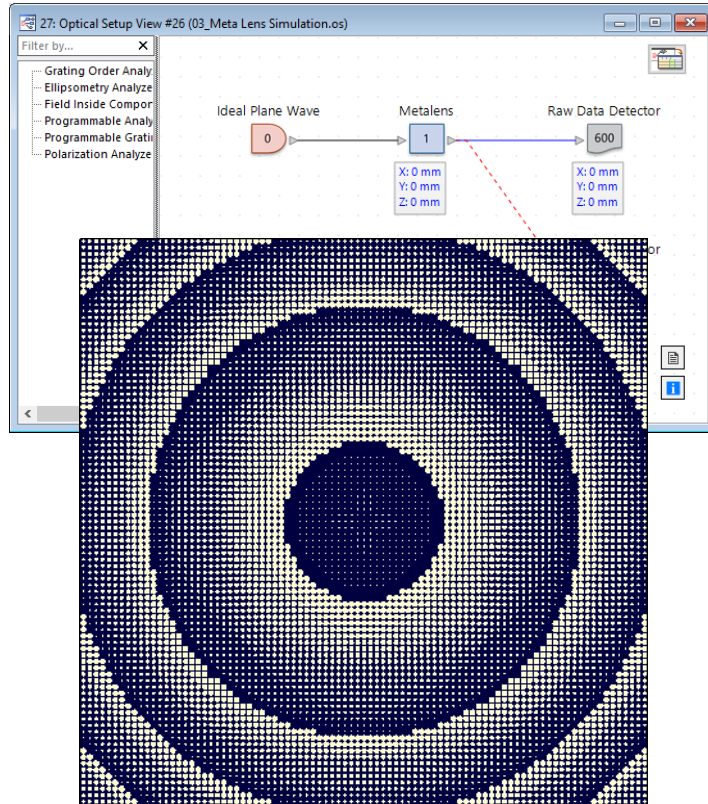 27: Optical Setup View #26 (03_Meta Lens Simulation.os)
Filter by...
Grating Order Analy
Ellipsometry Analyze
Field Inside Compor
Programmable Analy
Programmable Gratin
Polarization Analyze
Ideal Plane Wave
Metalens
Raw Data Detector
0
1
600
X: 0 mm
Y: 0 mm
Z: 0 mm
X: 0 mm
Y: 0 mm
Z: 0 mm